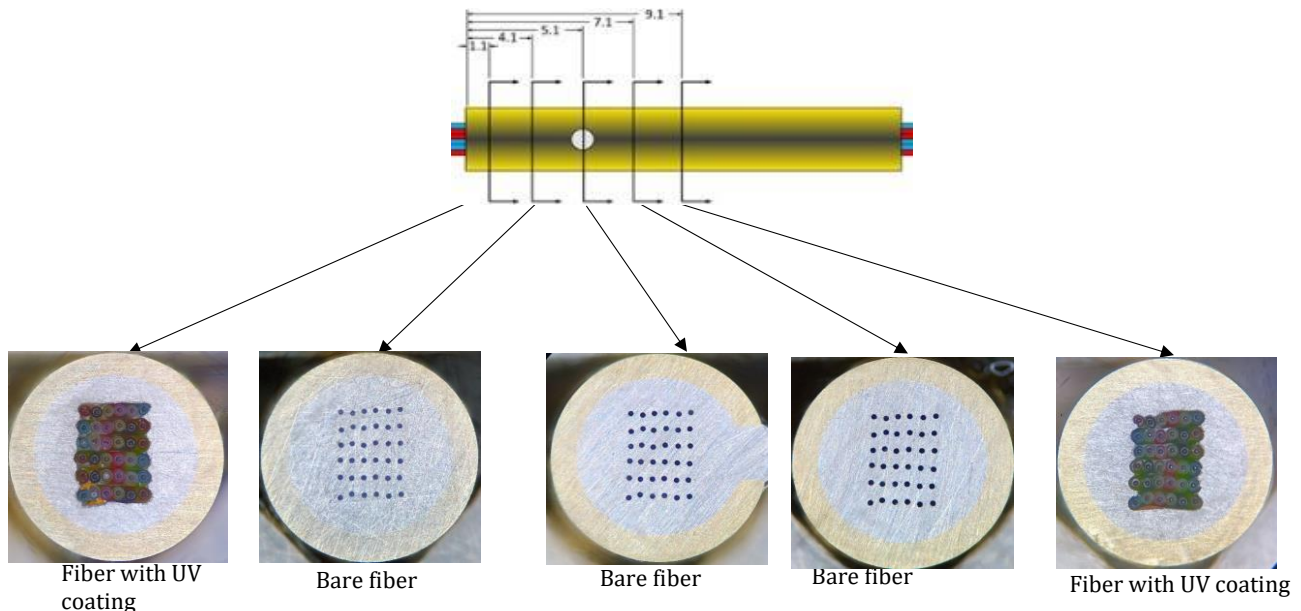 9.1
7.1
5.1
4.1
1.1
Fiber with UV
coating
Bare fiber
Bare fiber
Bare fiber
Fiber with UV coating